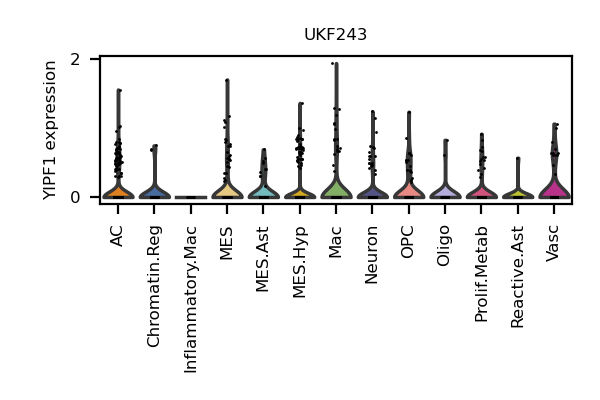 UKF243
YIPF1 expression
2
0
AC
Chromatin.Reg
Inflammatory.Mac
MES
MES.Ast
MES.Hyp
Mac
Neuron
OPC
Oligo
Prolif.Metab
Reactive.Ast
Vasc